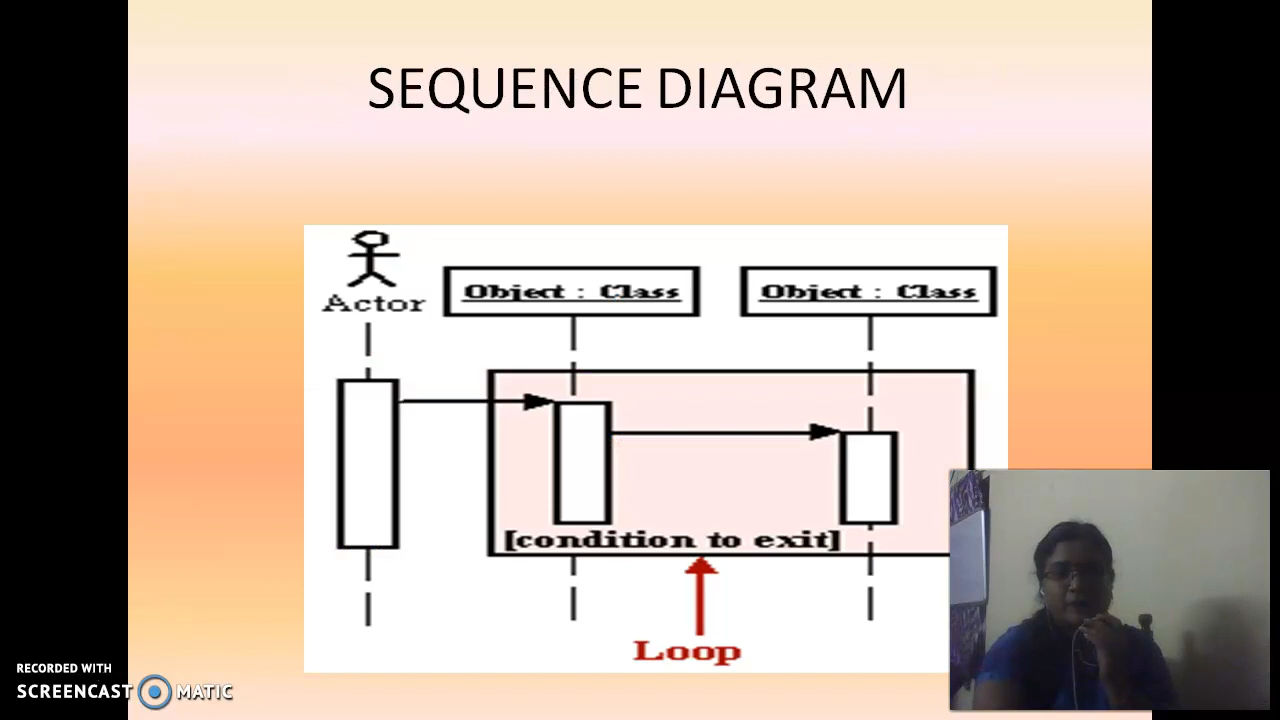 SEQUENCE DIAGRAM
Actor
Object : Class
Object : Class
[condition to exit]
Loop
RECORDED WITH
SCREENCAST MATIC